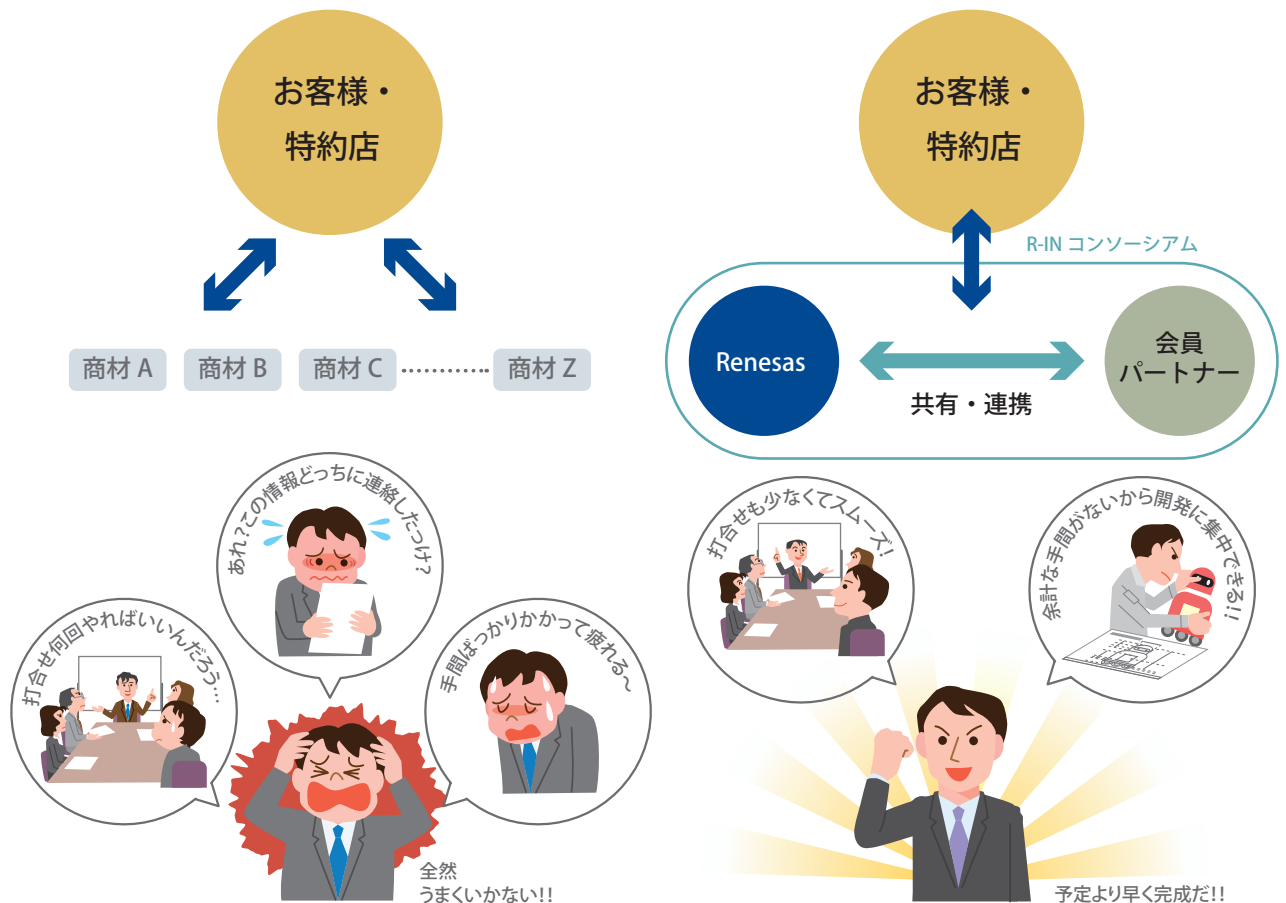 お客様・
特約店
商材 A
商材 B
商材 C
商材 Z
あれ？この情報どっちに連絡したっけ？
打合せ何回やればいいんだろう…
手間ばっかりかかって疲れる〜
全然
うまくいかない!!
お客様・
特約店
R-IN コンソーシアム
Renesas
会員
パートナー
共有・連携
打合せも少なくてスムーズ！
余計な手間がないから開発に集中できる!!
予定より早く完成だ!!